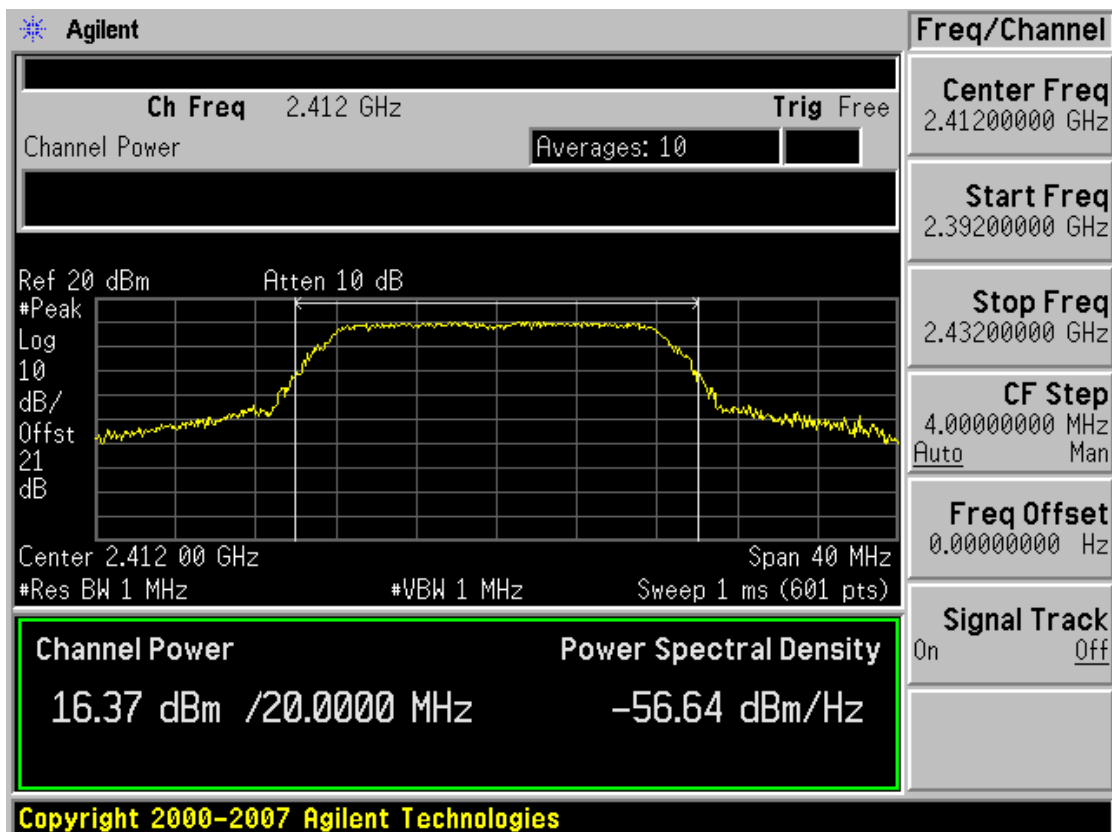 Agilent
Freq/Channel
Ch Freq 2.412 GHz Trig Free
Channel Power Averages: 10
Ref 20 dBm Atten 10 dB
#Peak
Log
10
dB/
Offst
21
dB
Center 2.412 00 GHz Span 40 MHz
#Res BW 1 MHz #VBW 1 MHz Sweep 1 ms (601 pts)
Channel Power Power Spectral Density
16.37 dBm /20.0000 MHz -56.64 dBm/Hz
Center Freq
2.41200000 GHz
Start Freq
2.39200000 GHz
Stop Freq
2.43200000 GHz
CF Step
4.00000000 MHz
Auto Man
Freq Offset
0.00000000 Hz
Signal Track
On Off
Copyright 2000-2007 Agilent Technologies